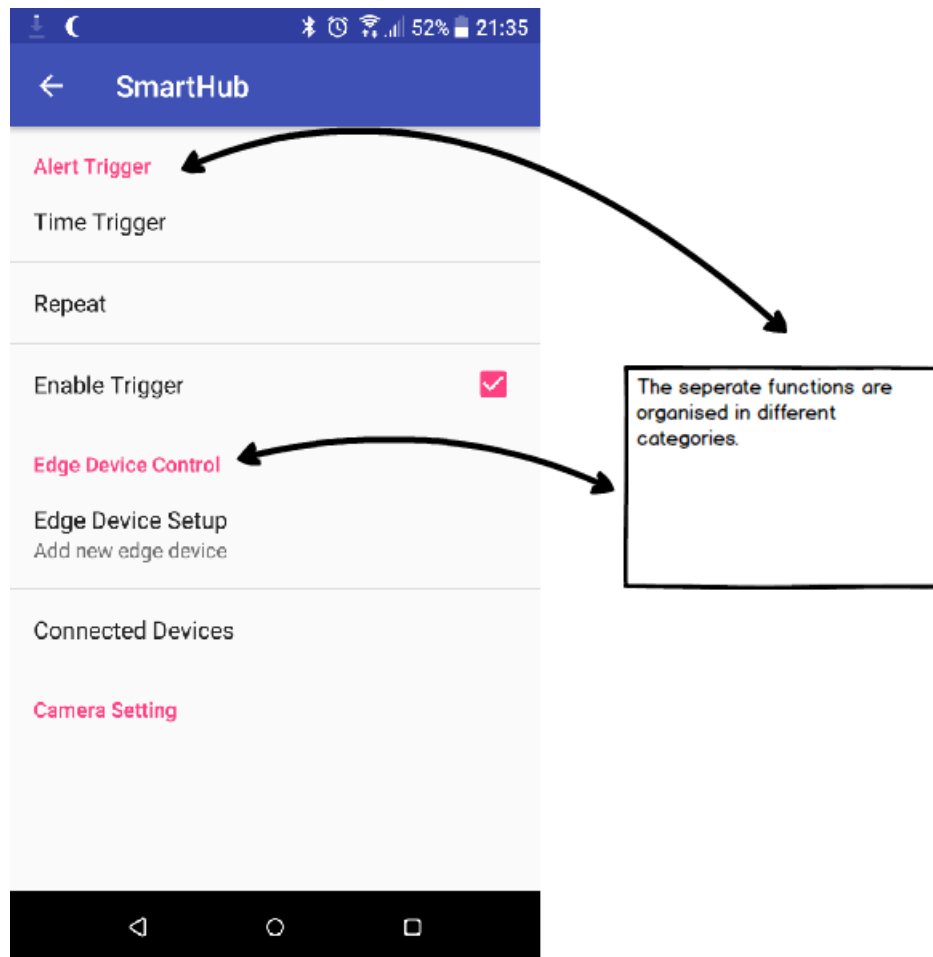 52% 21:35
SmartHub
Alert Trigger
Time Trigger
Repeat
Enable Trigger
Edge Device Control
Edge Device Setup
Add new edge device
Connected Devices
Camera Setting
The seperate functions are
organised in different
categories.